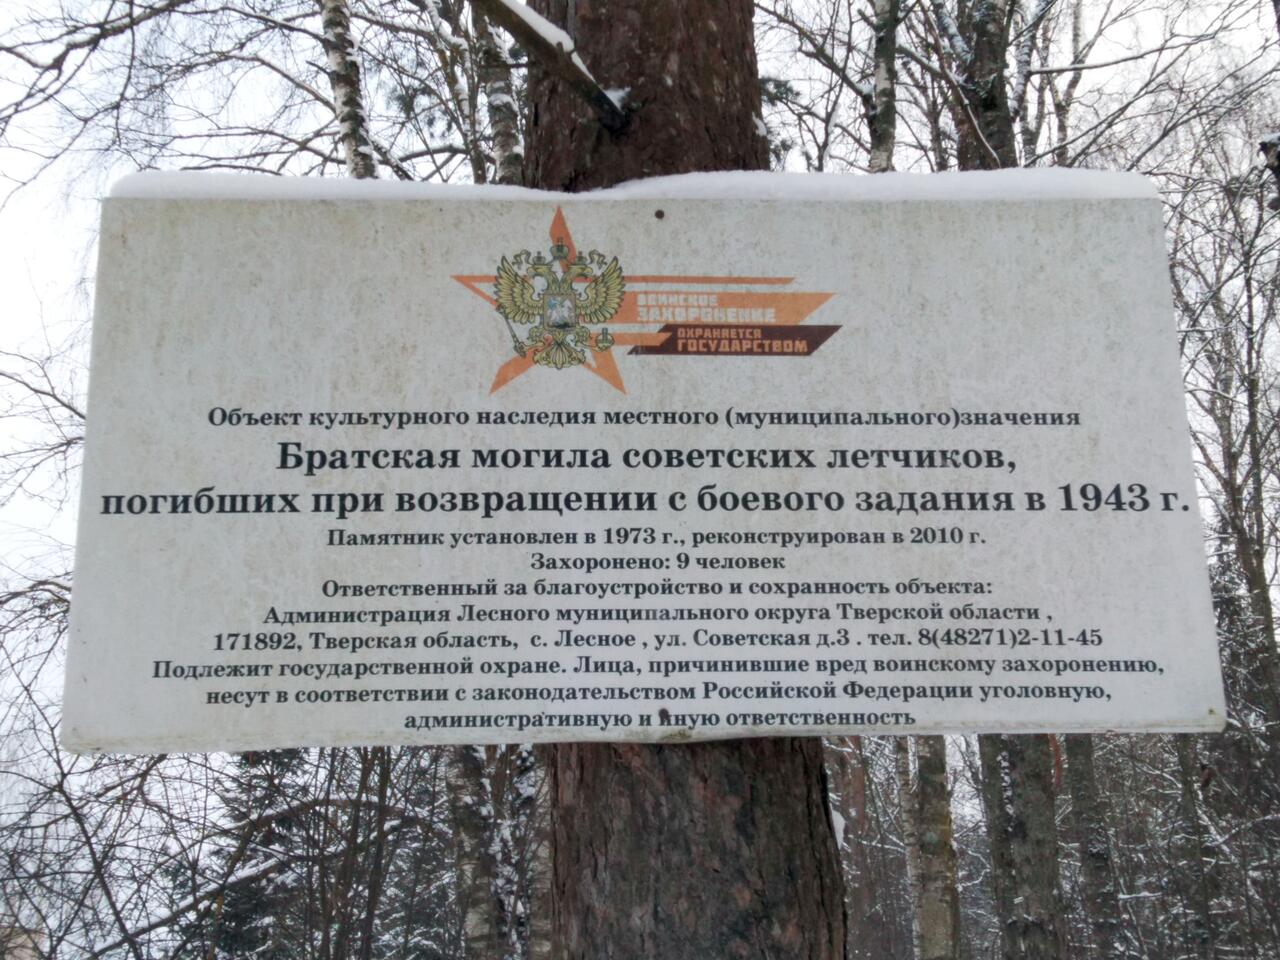 ВОИНСКОЕ
ЗАХОРОНЕНИЕ
ОХРАНЯЕТСЯ
ГОСУДАРСТВОМ
Объект культурного наследия местного (муниципального)значения
Братская могила советских летчиков,
погибших при возвращении с боевого задания в 1943 г.
Памятник установлен в 1973 г., реконструирован в 2010 г.
Захоронено: 9 человек
Ответственный за благоустройство и сохранность объекта:
Администрация Лесного муниципального округа Тверской области ,
171892, Тверская область, с. Лесное , ул. Советская д.3 . тел. 8(48271)2-11-45
Подлежит государственной охране. Лица, причинившие вред воинскому захоронению,
несут в соответствии с законодательством Российской Федерации уголовную,
административную и иную ответственность